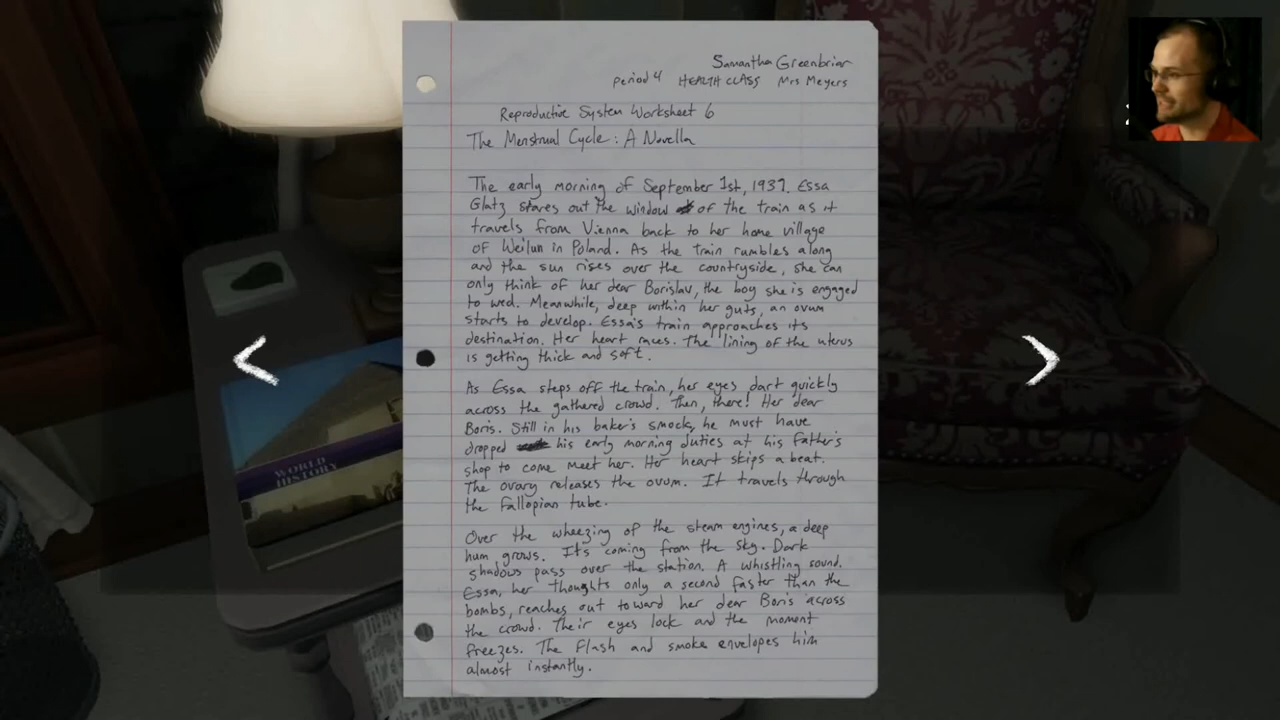 Samantha Greenbriar
period 4 HEALTH CLASS Mrs Meyers
Reproductive System Worksheet 6
The Menstrual Cycle: A Novella
The early morning of September 1st, 1939. Essa
Glatz stares out the window of the train as it
travels from Vienna back to her home village
of Weilun in Poland. As the train rumbles along
and the sun rises over the countryside, she can
only think of her dear Borislav, the boy she is engaged
to wed. Meanwhile, deep within her guts, an ovum
starts to develop. Essa's train approaches its
destination. Her heart races. The lining of the uterus
is getting thick and soft.
As Essa steps off the train, her eyes dart quickly
across the gathered crowd. Then, there! Her dear
Boris. Still in his baker's smock, he must have
dropped his early morning duties at his father's
shop to come meet her. Her heart skips a beat.
The ovary releases the ovum. It travels through
the fallopian tube.
Over the wheezing of the steam engines, a deep
hum grows. It's coming from the sky. Dark
shadows pass over the station. A whistling sound.
Essa, her thoughts only a second faster than the
bombs, reaches out toward her dear Boris across
the crowd. Their eyes lock and the moment
freezes. The flash and smoke envelopes him
almost instantly.
WORLD
HISTORY